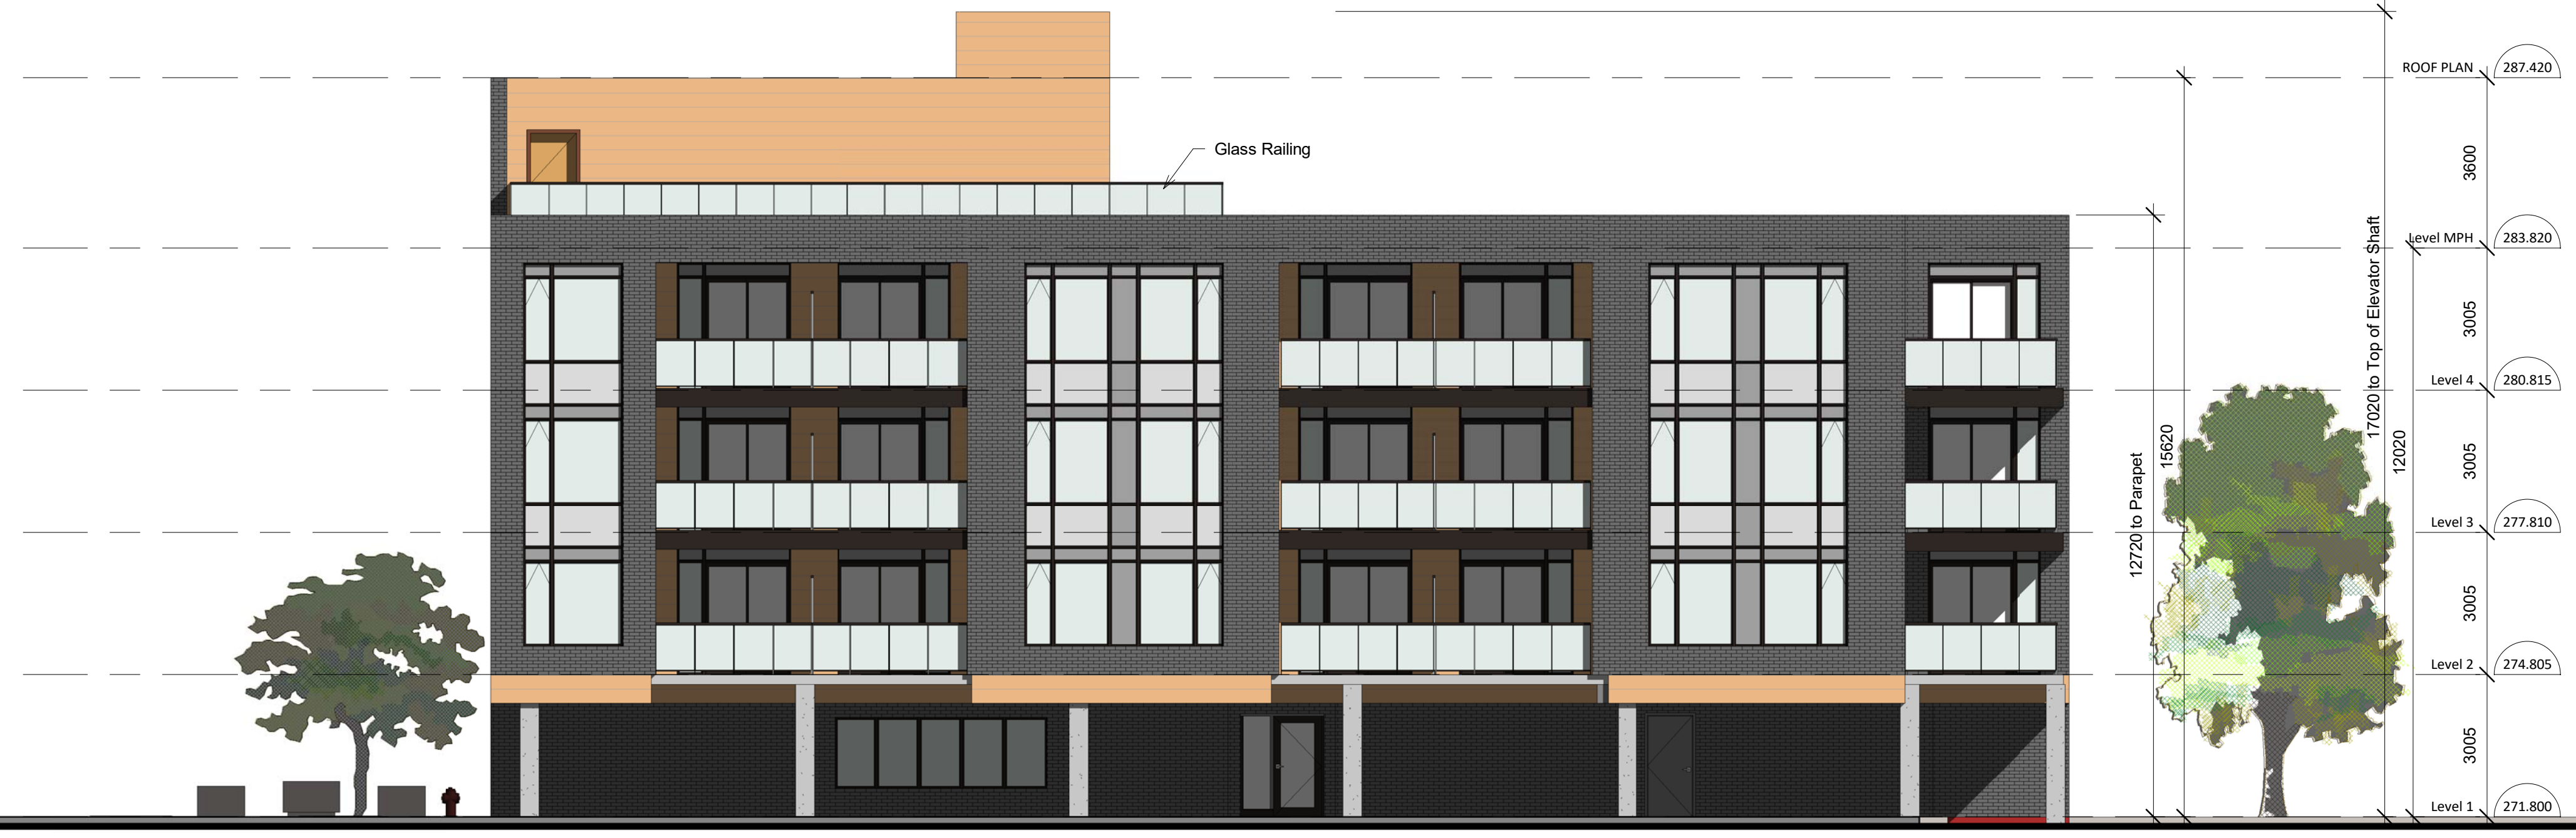 ROOF PLAN 287.420
Glass Railing
3600
Level MPH 283.820
17020 to Top of Elevator Shaft
3005
Level 4 280.815
12720 to Parapet
15620
12020
3005
Level 3 277.810
3005
Level 2 274.805
3005
Level 1 271.800